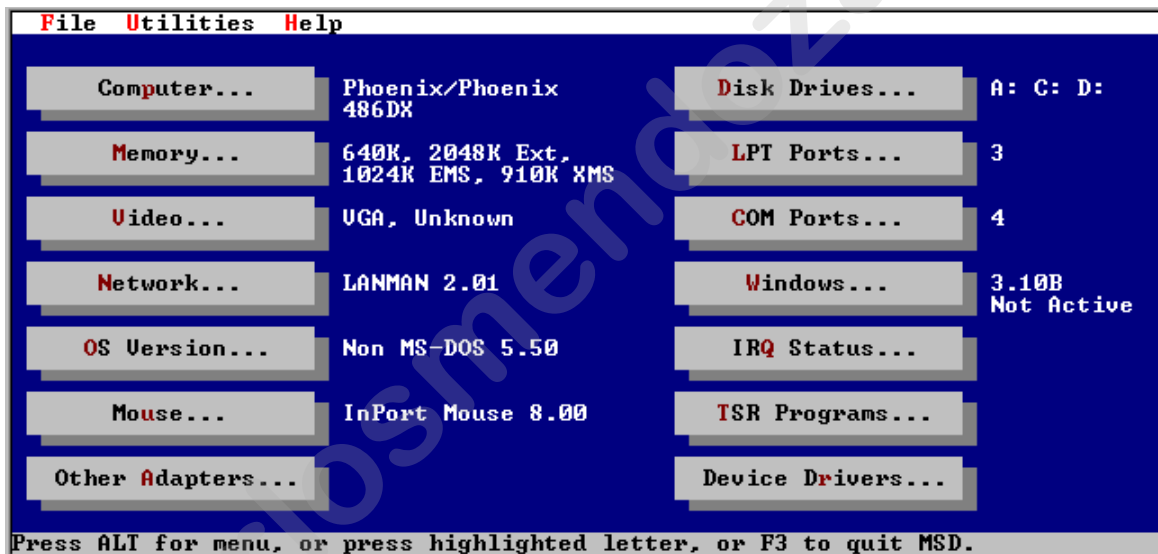 File Utilities Help
Computer... Phoenix/Phoenix
486DX
Disk Drives... A: C: D:
Memory... 640K, 2048K Ext,
1024K EMS, 910K XMS
LPT Ports... 3
Video... VGA, Unknown
COM Ports... 4
Network... LANMAN 2.01
Windows... 3.10B
Not Active
OS Version... Non MS-DOS 5.50
IRQ Status...
Mouse... InPort Mouse 8.00
TSR Programs...
Other Adapters...
Device Drivers...
Press ALT for menu, or press highlighted letter, or F3 to quit MSD.